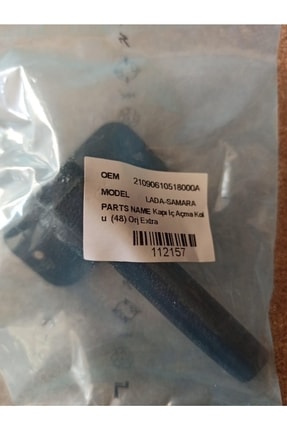 OEM 21090610518000A
MODEL LADA-SAMARA
PARTS NAME Kapı İç Açma Kol
u (48) Orj Extra
112157